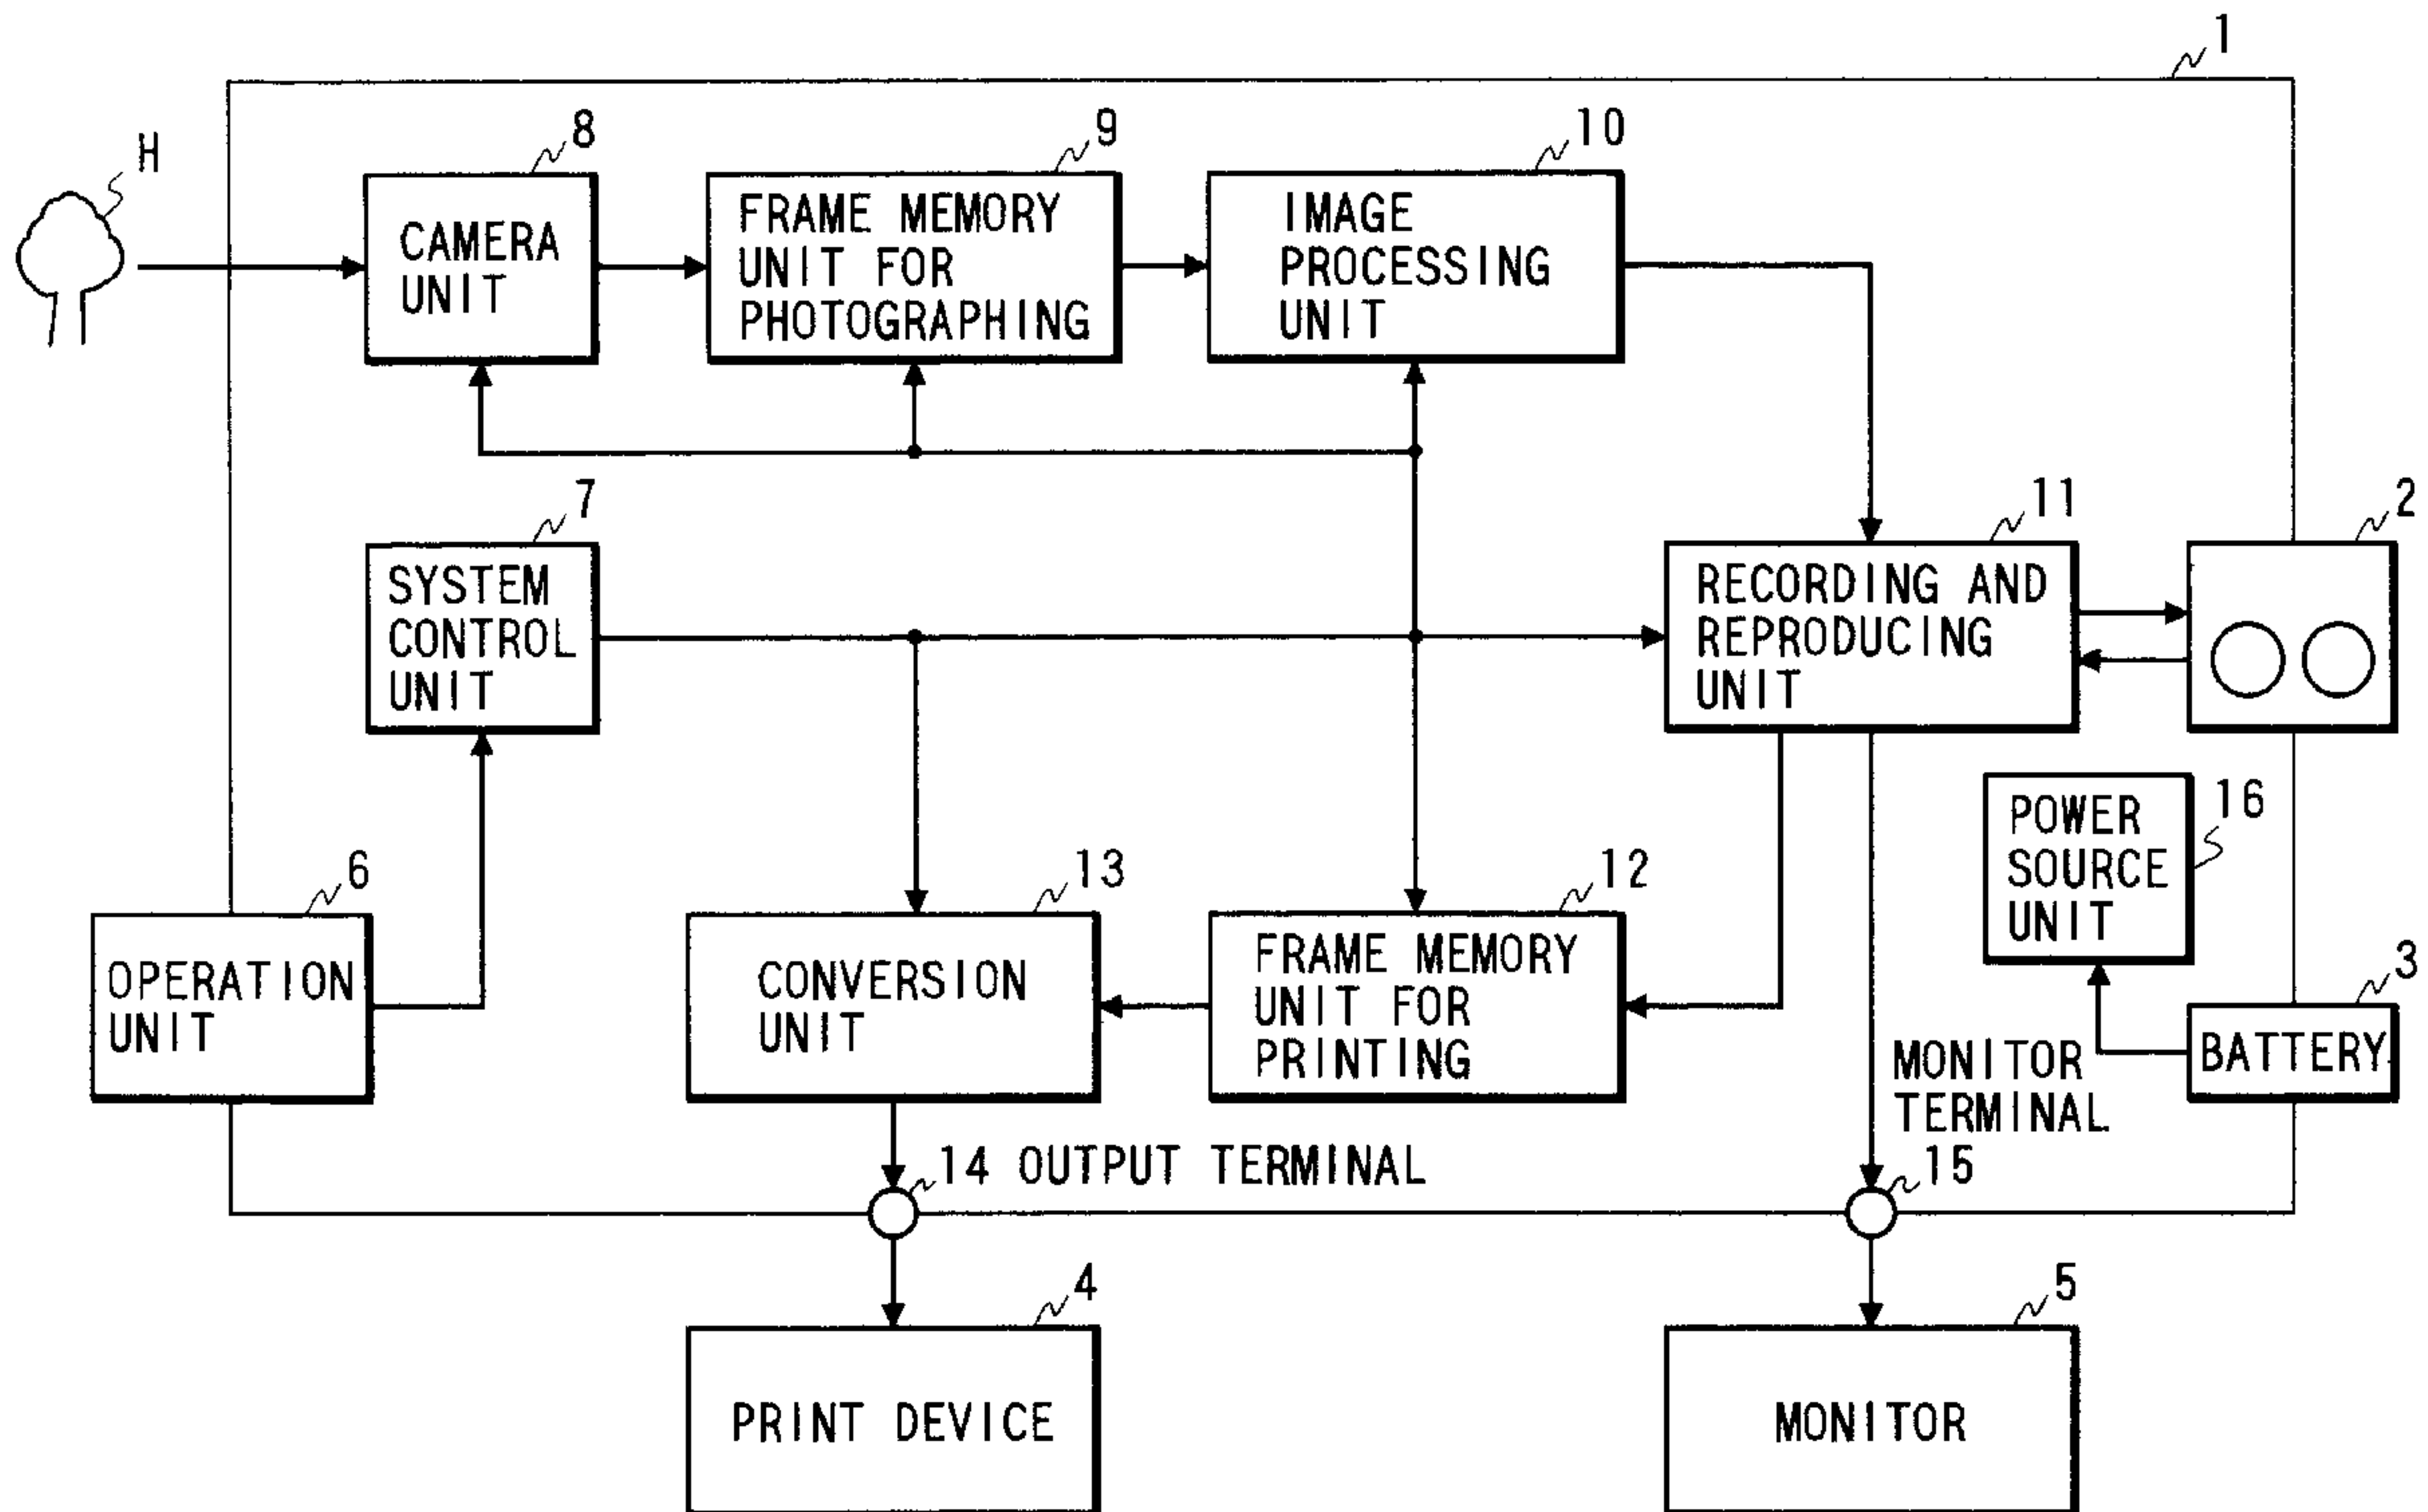 1
H
8
CAMERA
UNIT
9
FRAME MEMORY
UNIT FOR
PHOTOGRAPHING
10
IMAGE
PROCESSING
UNIT
7
SYSTEM
CONTROL
UNIT
11
RECORDING AND
REPRODUCING
UNIT
2
16
POWER
SOURCE
UNIT
6
OPERATION
UNIT
13
CONVERSION
UNIT
12
FRAME MEMORY
UNIT FOR
PRINTING
3
BATTERY
MONITOR
TERMINAL
15
14 OUTPUT TERMINAL
4
PRINT DEVICE
5
MONITOR